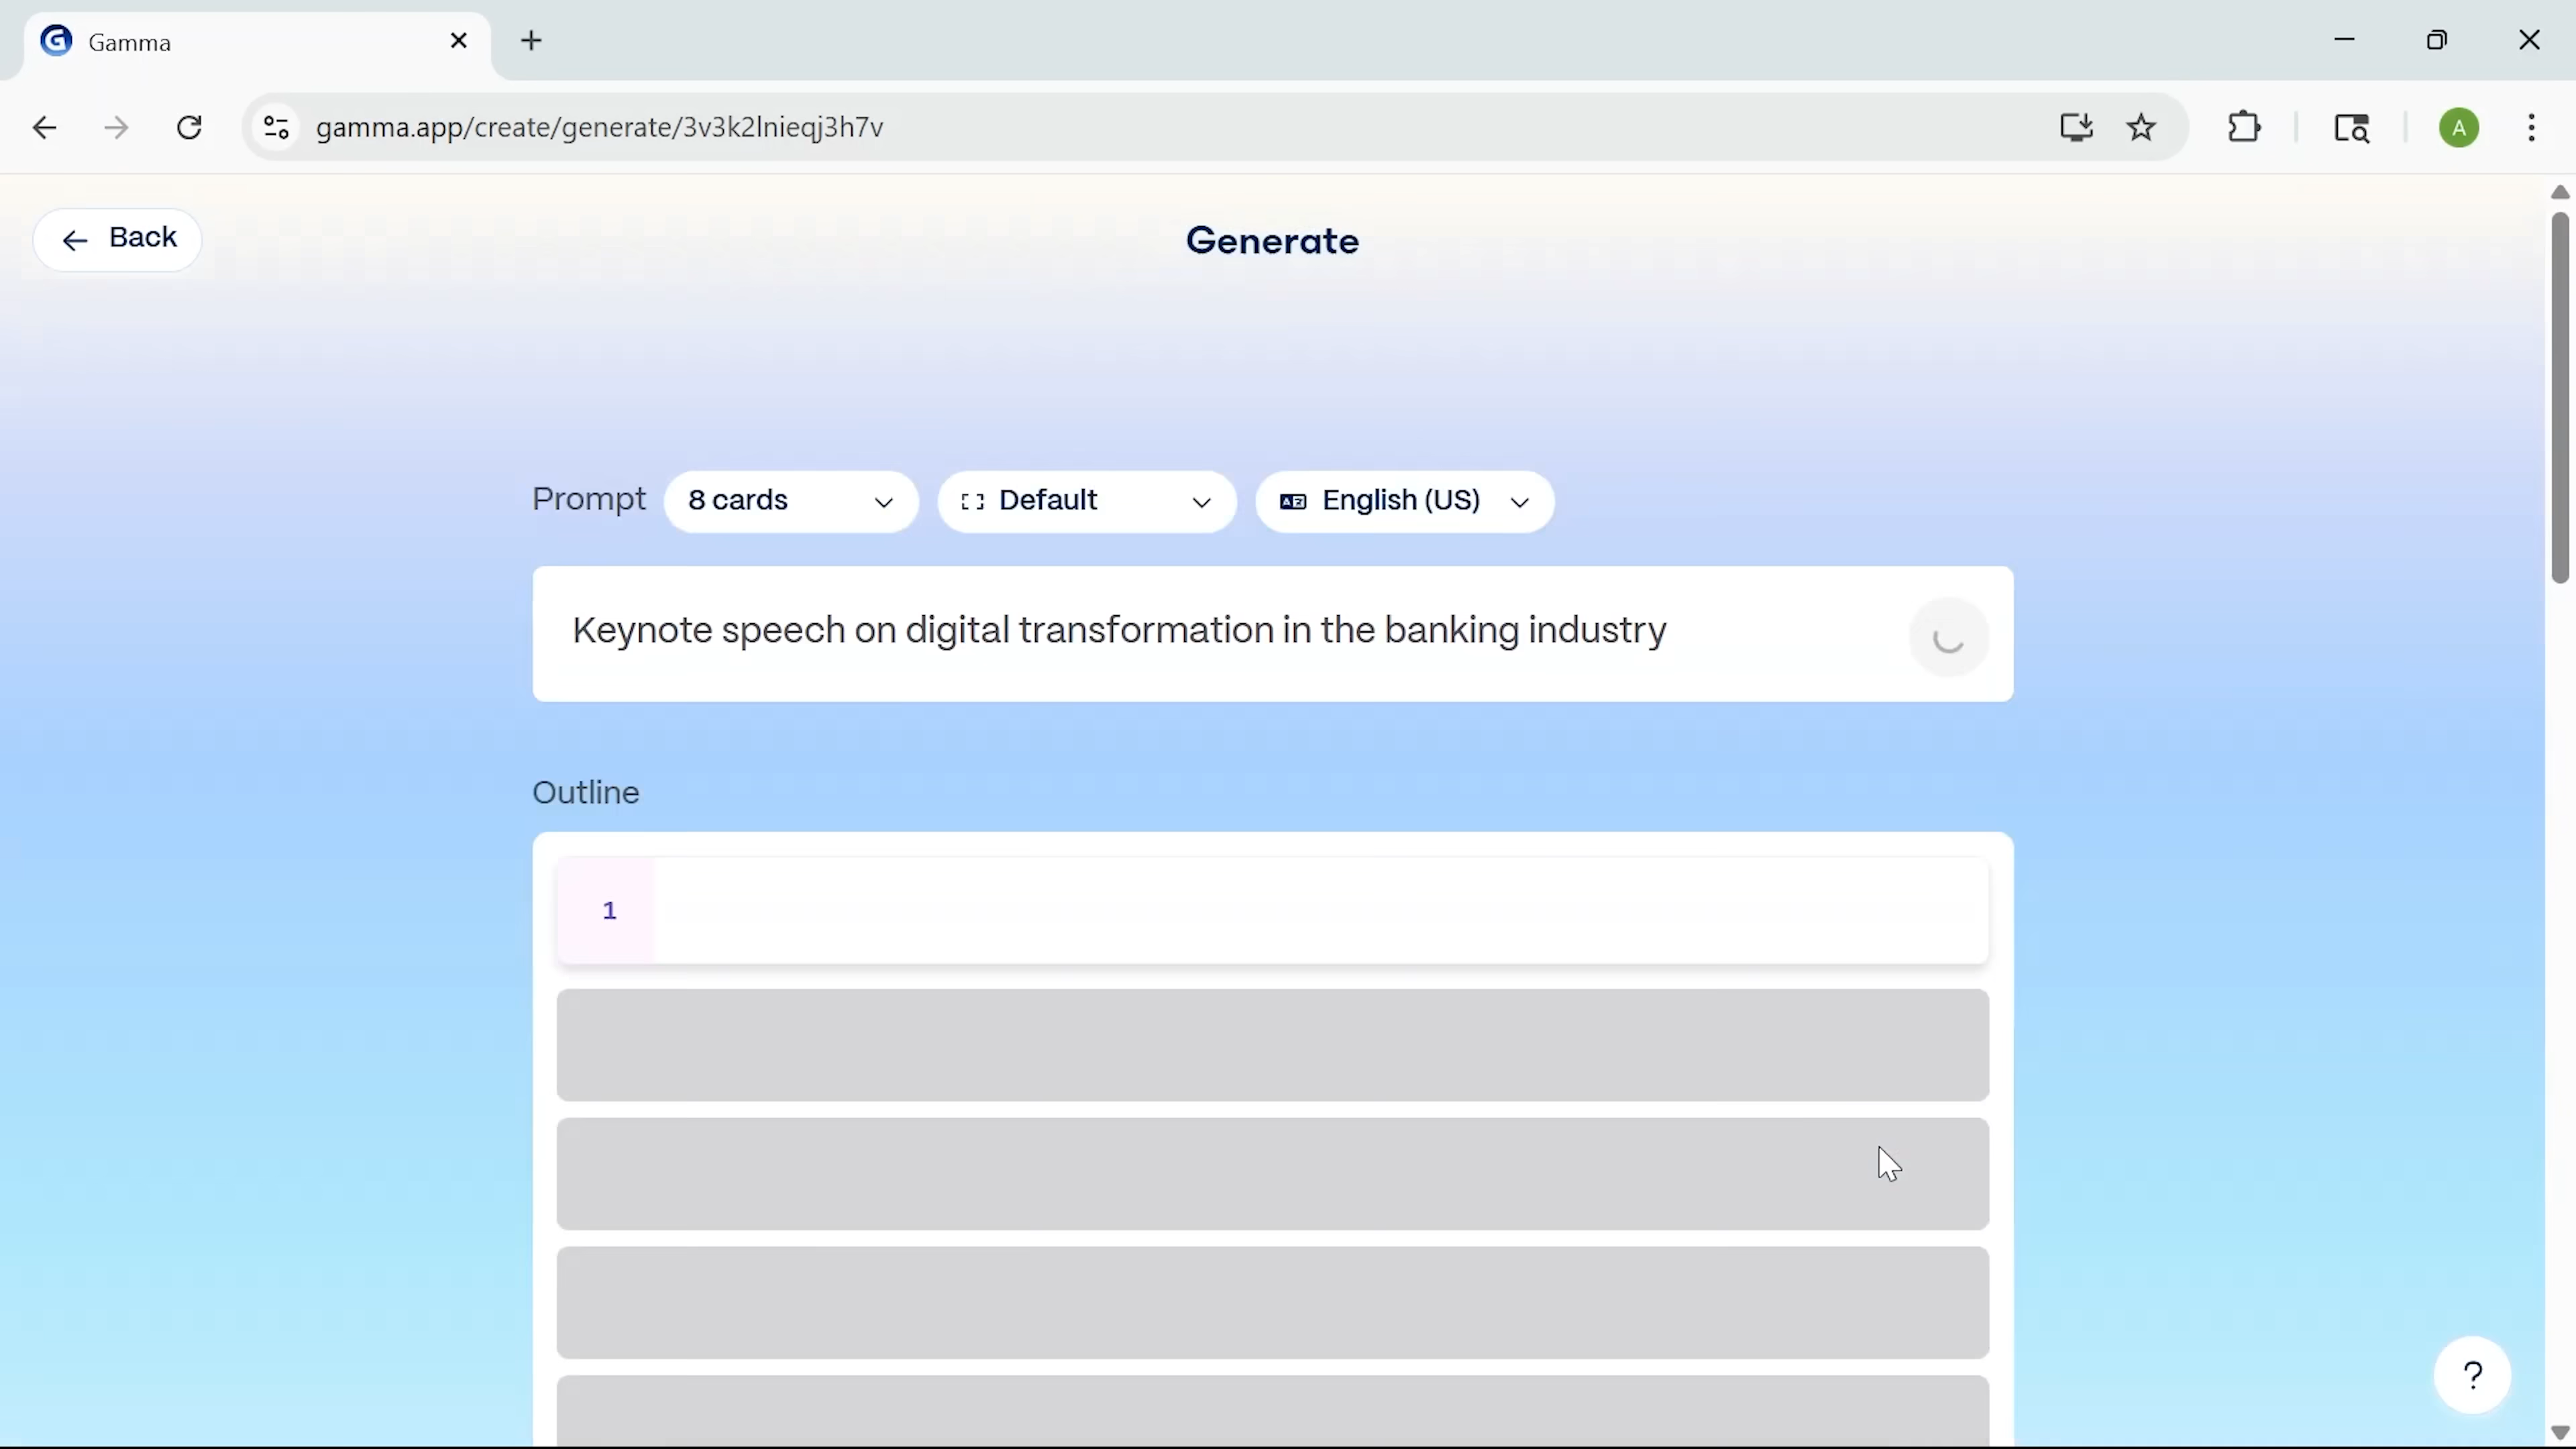 Gamma
gamma.app/create/generate/3v3k2lnieqj3h7v
Back
Generate
Prompt
8 cards
Default
English (US)
Keynote speech on digital transformation in the banking industry
Outline
1
?
A